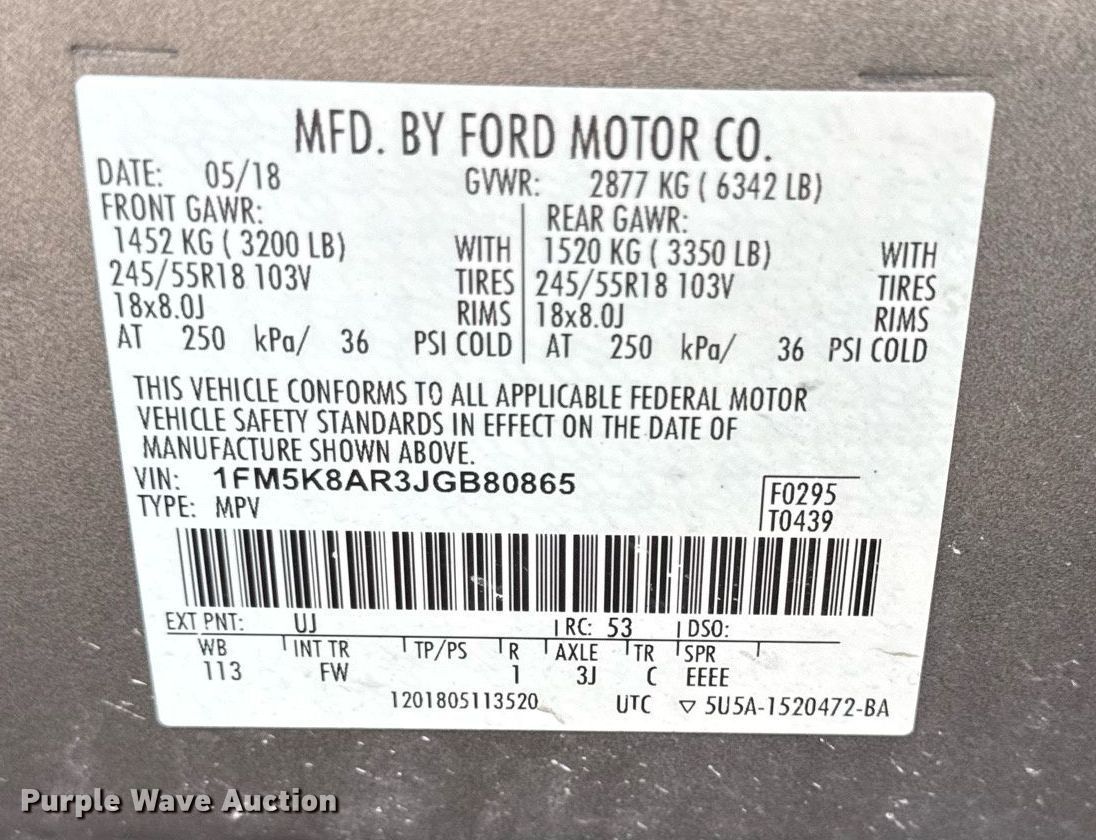 MFD. BY FORD MOTOR CO.
DATE: 05/18 GVWR: 2877 KG ( 6342 LB)
FRONT GAWR: REAR GAWR:
1452 KG ( 3200 LB) WITH 1520 KG ( 3350 LB) WITH
245/55R18 103V TIRES 245/55R18 103V TIRES
18x8.0J RIMS 18x8.0J RIMS
AT 250 kPa/ 36 PSI COLD AT 250 kPa/ 36 PSI COLD
THIS VEHICLE CONFORMS TO ALL APPLICABLE FEDERAL MOTOR
VEHICLE SAFETY STANDARDS IN EFFECT ON THE DATE OF
MANUFACTURE SHOWN ABOVE.
VIN: 1FM5K8AR3JGB80865 F0295
TYPE: MPV T0439
EXT PNT: UJ RC: 53 DSO:
WB INT TR TP/PS R AXLE TR SPR
113 FW 1 3J C EEEE
1201805113520 UTC ▽ 5U5A-1520472-BA
Purple Wave Auction